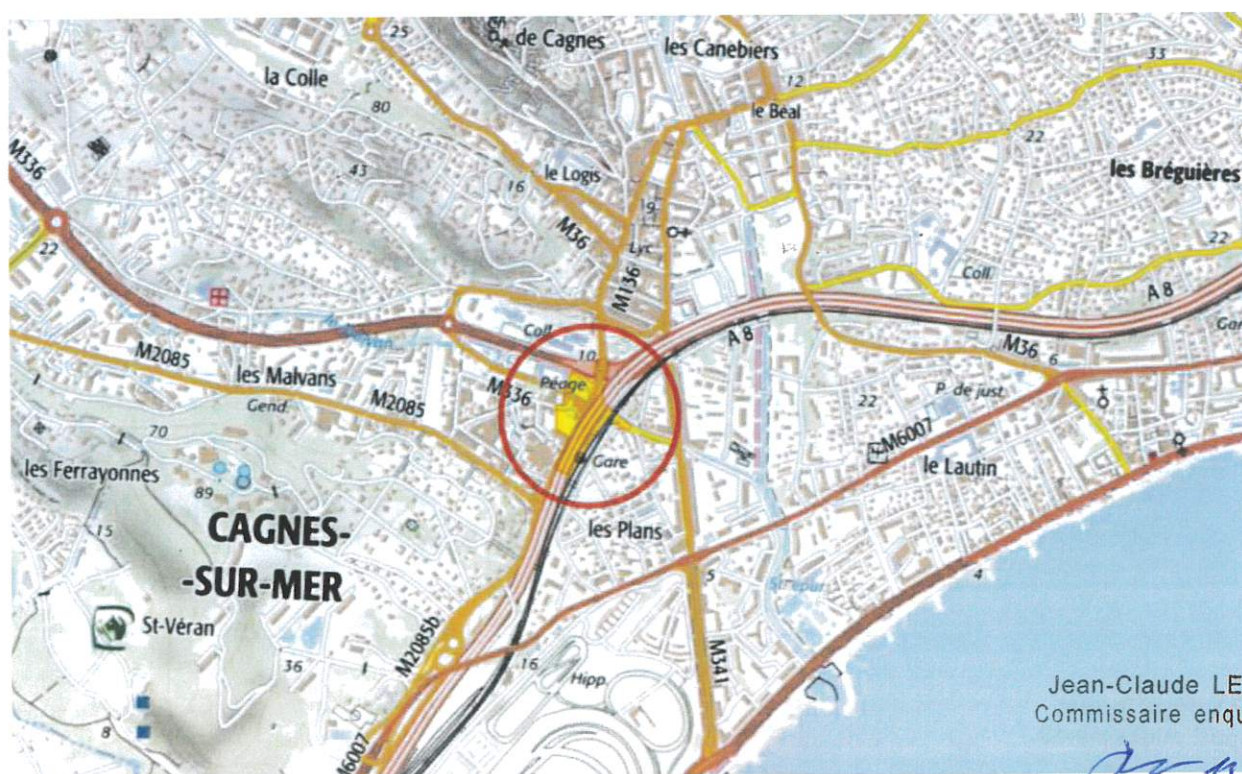 25
de Cagnes
les Canebiers
la Colle
33
12
80
le Béal
22
M336
43
le Logis
les Bréguières
16
19
M36
22
22
Lyc.
M136
Coll.
A 8
Coll.
A 8
M36
10
6
M2085
les Malvans
M336
Péage
P. de just.
Gend.
M2085
22
70
M6007
le Lautin
les Ferrayonnes
Gare
89
CAGNES-
-SUR-MER
les Plans
15
4
5
St-Véran
M2085b
36
16
M341
Hipp.
8
M6007
Jean-Claude LE
Commissaire enqu